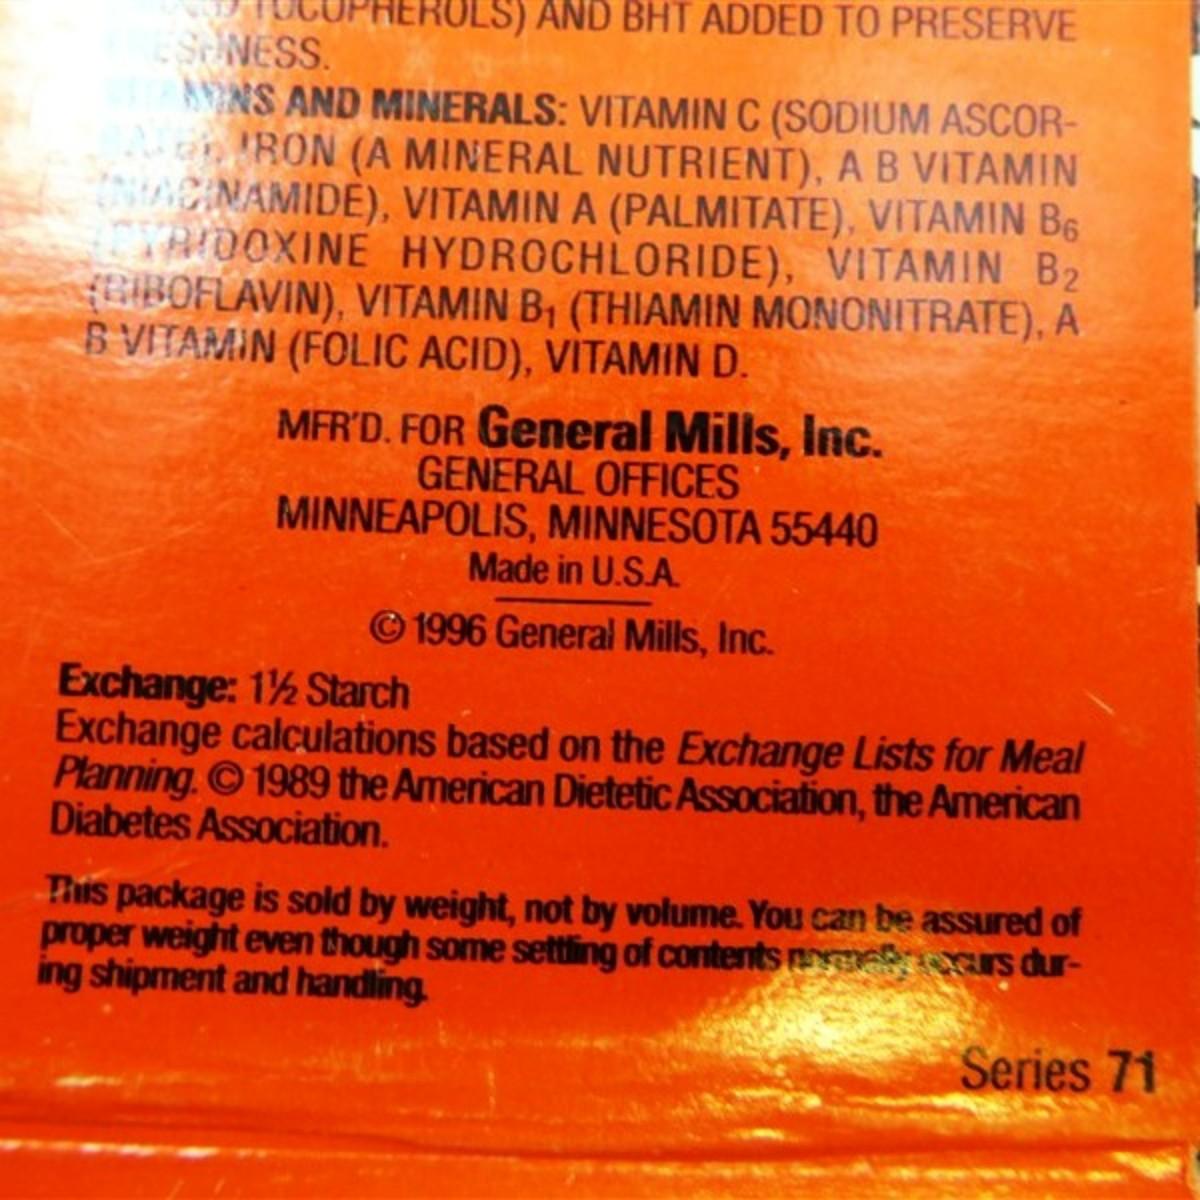 TOCOPHEROLS) AND BHT ADDED TO PRESERVE
FRESHNESS.
VITAMINS AND MINERALS: VITAMIN C (SODIUM ASCOR-
BATE), IRON (A MINERAL NUTRIENT), A B VITAMIN
(NIACINAMIDE), VITAMIN A (PALMITATE), VITAMIN B6
(PYRIDOXINE HYDROCHLORIDE), VITAMIN B2
(RIBOFLAVIN), VITAMIN B1 (THIAMIN MONONITRATE), A
B VITAMIN (FOLIC ACID), VITAMIN D.
MFR'D. FOR General Mills, Inc.
GENERAL OFFICES
MINNEAPOLIS, MINNESOTA 55440
Made in U.S.A.
© 1996 General Mills, Inc.
Exchange: 1½ Starch
Exchange calculations based on the Exchange Lists for Meal
Planning. © 1989 the American Dietetic Association, the American
Diabetes Association.
This package is sold by weight, not by volume. You can be assured of
proper weight even though some settling of contents normally occurs dur-
ing shipment and handling.
Series 71